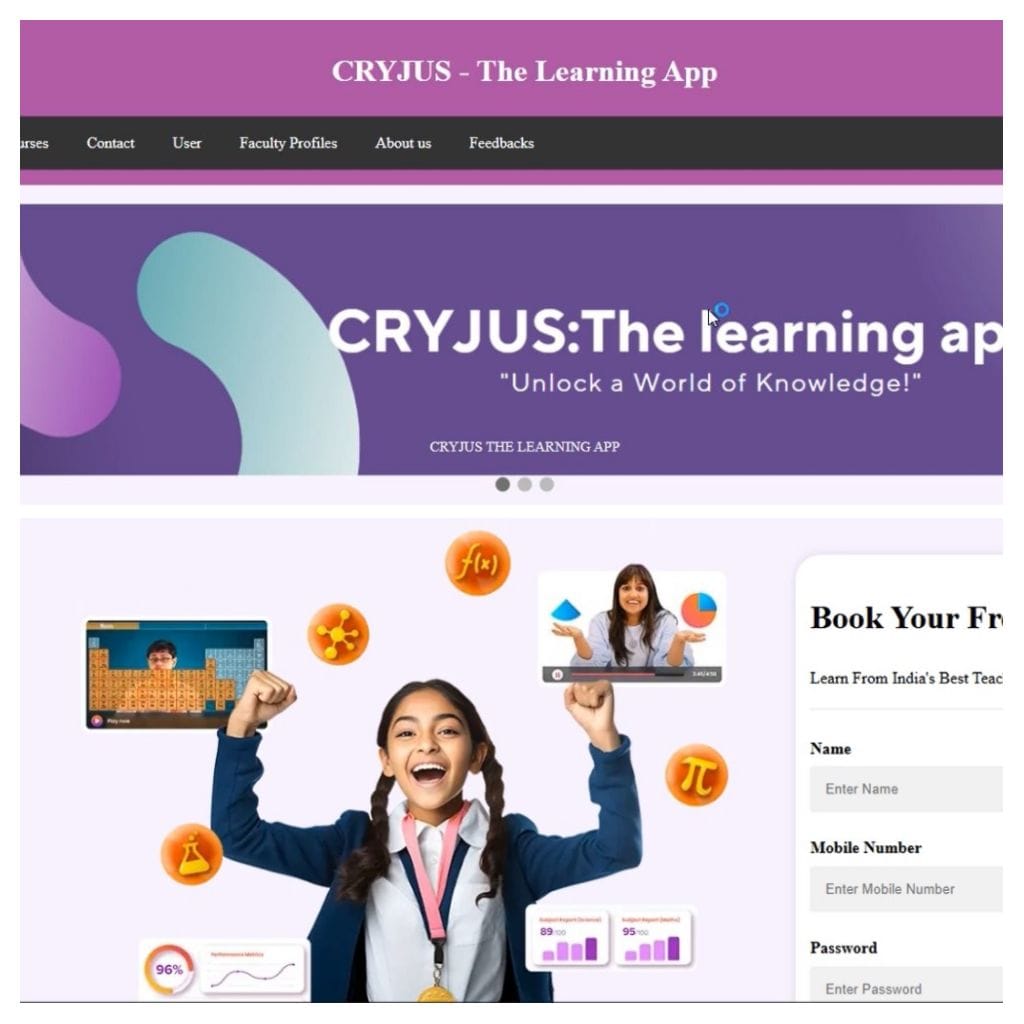 CRYJUS - The Learning App
urses Contact User Faculty Profiles About us Feedbacks
CRYJUS:The learning ap
"Unlock a World of Knowledge!"
CRYJUS THE LEARNING APP
f(x)
Play now
3:45/4:50
Book Your Fre
Learn From India's Best Teac
Name
Enter Name
π
Mobile Number
Enter Mobile Number
Subject Report (Science) Subject Report (Maths)
89/100 95/100
Performance Metrics
96%
Password
Enter Password